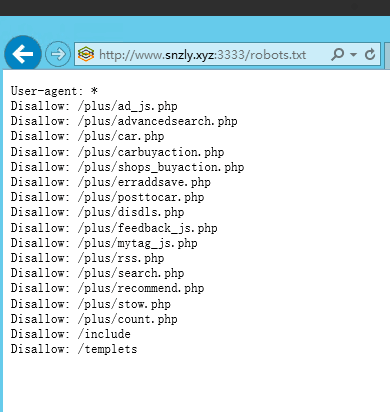 http://www.snzly.xyz:3333/robots.txt
User-agent: *
Disallow: /plus/ad_js.php
Disallow: /plus/advancedsearch.php
Disallow: /plus/car.php
Disallow: /plus/carbuyaction.php
Disallow: /plus/shops_buyaction.php
Disallow: /plus/erraddsave.php
Disallow: /plus/posttocar.php
Disallow: /plus/disdls.php
Disallow: /plus/feedback_js.php
Disallow: /plus/mytag_js.php
Disallow: /plus/rss.php
Disallow: /plus/search.php
Disallow: /plus/recommend.php
Disallow: /plus/stow.php
Disallow: /plus/count.php
Disallow: /include
Disallow: /templets